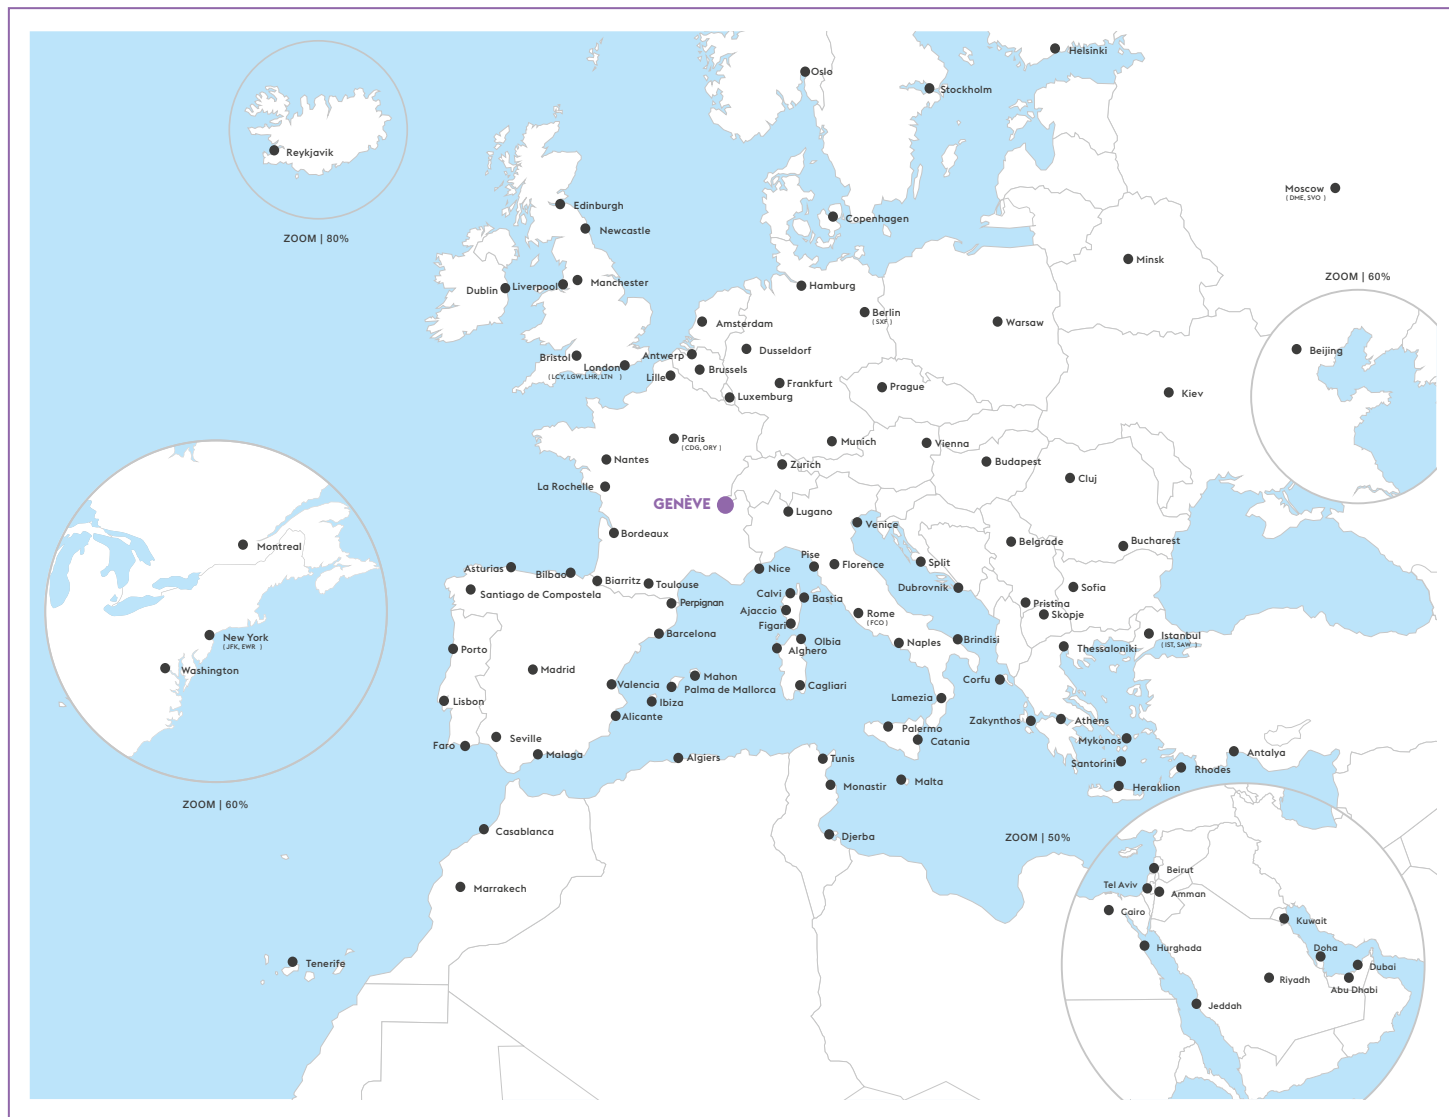 Helsinki
Oslo
Stockholm
Reykjavik
Moscow
( DME, SVO )
Edinburgh
Copenhagen
Newcastle
ZOOM | 80%
Minsk
ZOOM | 60%
Manchester
Liverpool
Dublin
Hamburg
Berlin
( SXF )
Amsterdam
Warsaw
Dusseldorf
Beijing
Bristol
Antwerp
London
( LCY, LGW, LHR, LTN )
Brussels
Lille
Frankfurt
Prague
Kiev
Luxemburg
Paris
( CDG, ORY )
Munich
Vienna
Nantes
Zurich
Budapest
Cluj
La Rochelle
GENÈVE
Lugano
Venice
Bordeaux
Belgrade
Bucharest
Montreal
Pise
Florence
Split
Asturias
Bilbao
Biarritz
Toulouse
Nice
Dubrovnik
Sofia
Santiago de Compostela
Calvi
Bastia
Perpignan
Pristina
Ajaccio
Rome
( FCO )
Skopje
Figari
New York
( JFK, EWR )
Barcelona
Olbia
Naples
Brindisi
Istanbul
( IST, SAW )
Porto
Alghero
Thessaloniki
Washington
Madrid
Mahon
Corfu
Valencia
Palma de Mallorca
Cagliari
Lisbon
Ibiza
Lamezia
Alicante
Zakynthos
Athens
Palermo
Faro
Seville
Catania
Mykonos
Malaga
Algiers
Tunis
Antalya
Santorini
Rhodes
Malta
Monastir
Heraklion
ZOOM | 60%
Casablanca
Djerba
ZOOM | 50%
Beirut
Tel Aviv
Amman
Marrakech
Cairo
Kuwait
Hurghada
Doha
Tenerife
Dubai
Riyadh
Abu Dhabi
Jeddah